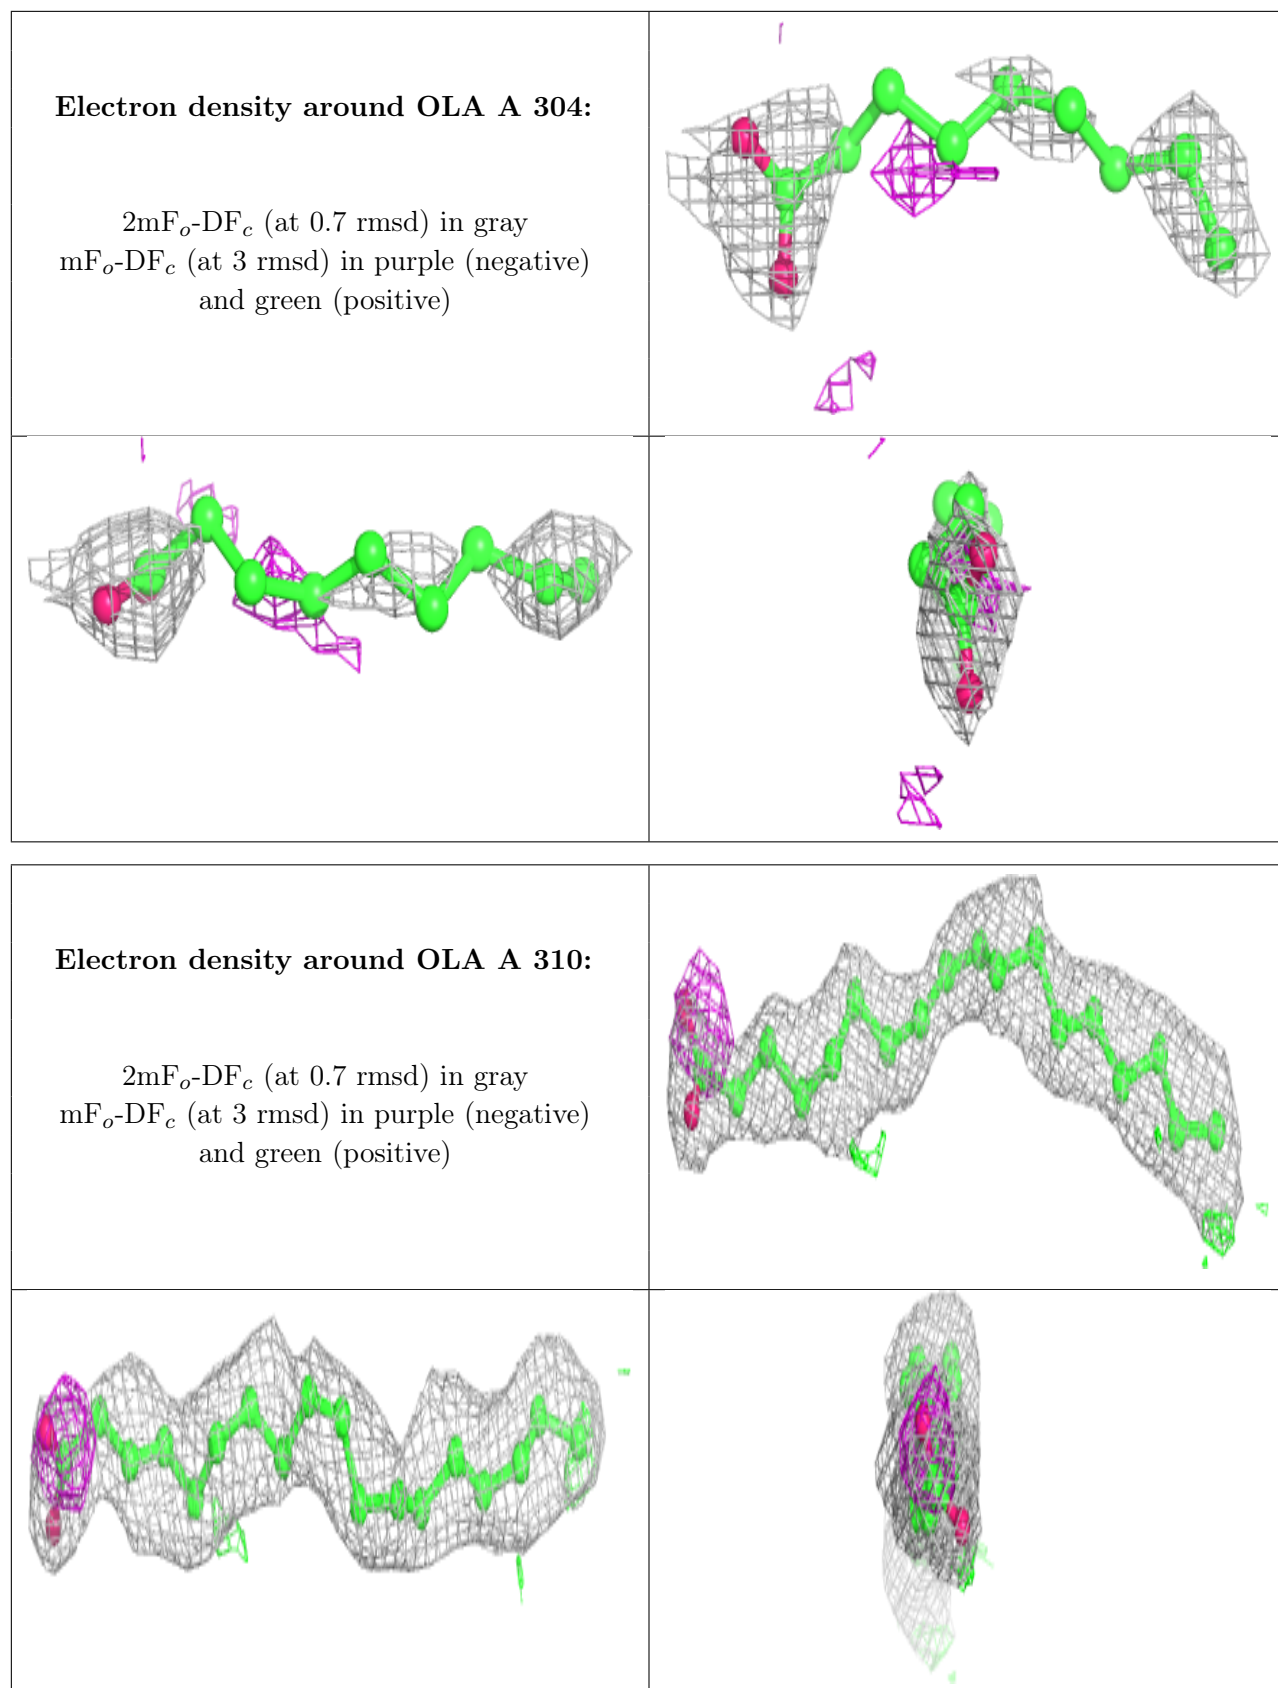 Electron density around OLA A 304:
2mFₒ-DF𝒸 (at 0.7 rmsd) in gray
mFₒ-DF𝒸 (at 3 rmsd) in purple (negative)
and green (positive)
Electron density around OLA A 310:
2mFₒ-DF𝒸 (at 0.7 rmsd) in gray
mFₒ-DF𝒸 (at 3 rmsd) in purple (negative)
and green (positive)